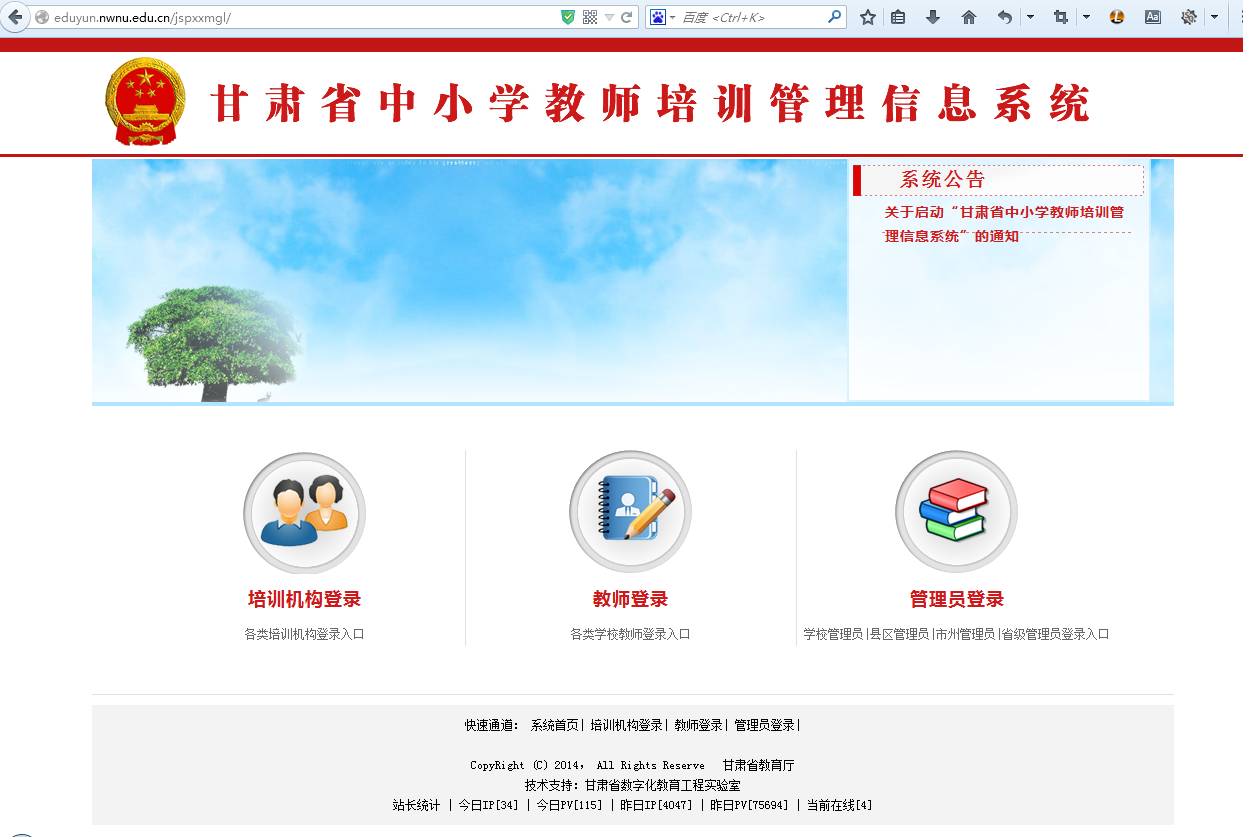 eduyun.nwnu.edu.cn/jspxxmgl/
百度 <Ctrl+K>
Aa
甘肃省中小学教师培训管理信息系统
系统公告
关于启动“甘肃省中小学教师培训管
理信息系统”的通知
培训机构登录
教师登录
管理员登录
各类培训机构登录入口
各类学校教师登录入口
学校管理员|县区管理员|市州管理员|省级管理员登录入口
快速通道： 系统首页| 培训机构登录| 教师登录| 管理员登录|
CopyRight (C) 2014， All Rights Reserve 甘肃省教育厅
技术支持：甘肃省数字化教育工程实验室
站长统计 | 今日IP[34] | 今日PV[115] | 昨日IP[4047] | 昨日PV[75694] | 当前在线[4]